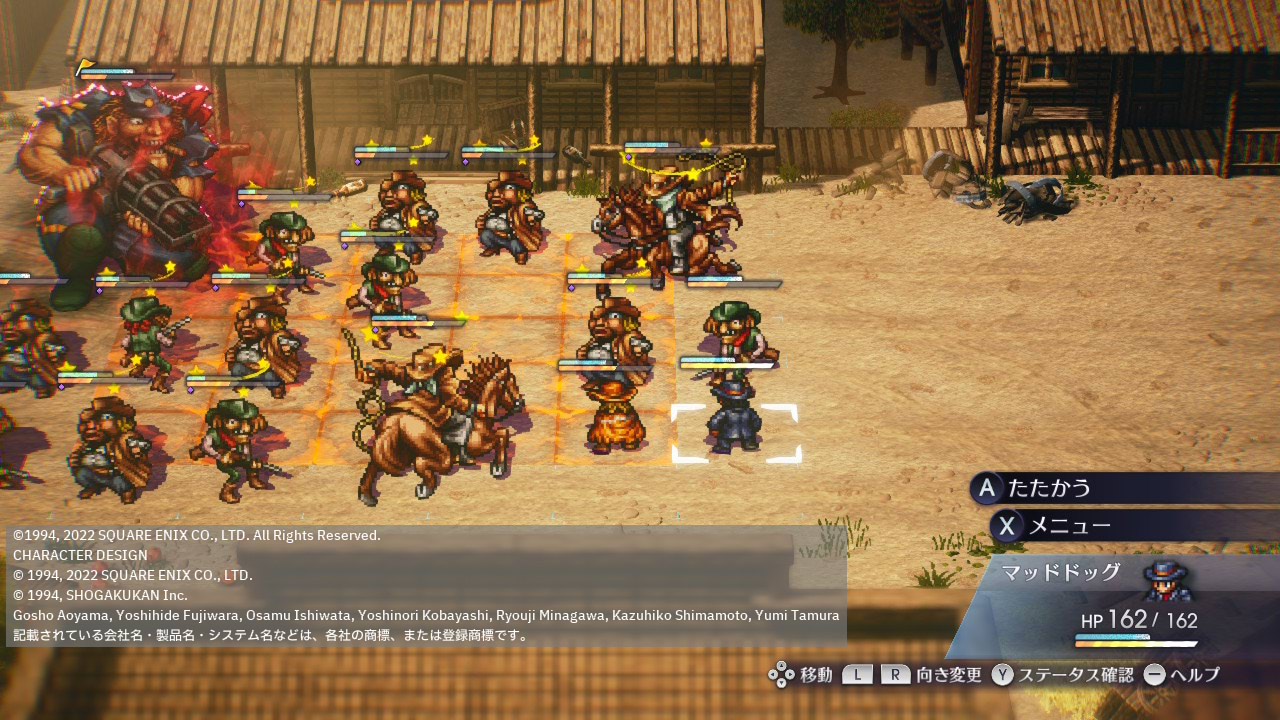 A たたかう
X メニュー
マッドドッグ
HP 162 / 162
©1994, 2022 SQUARE ENIX CO., LTD. All Rights Reserved.
CHARACTER DESIGN
© 1994, 2022 SQUARE ENIX CO., LTD.
© 1994, SHOGAKUKAN Inc.
Gosho Aoyama, Yoshihide Fujiwara, Osamu Ishiwata, Yoshinori Kobayashi, Ryouji Minagawa, Kazuhiko Shimamoto, Yumi Tamura
記載されている会社名・製品名・システム名などは、各社の商標、または登録商標です。
移動 L R 向き変更 Y ステータス確認 ヘルプ